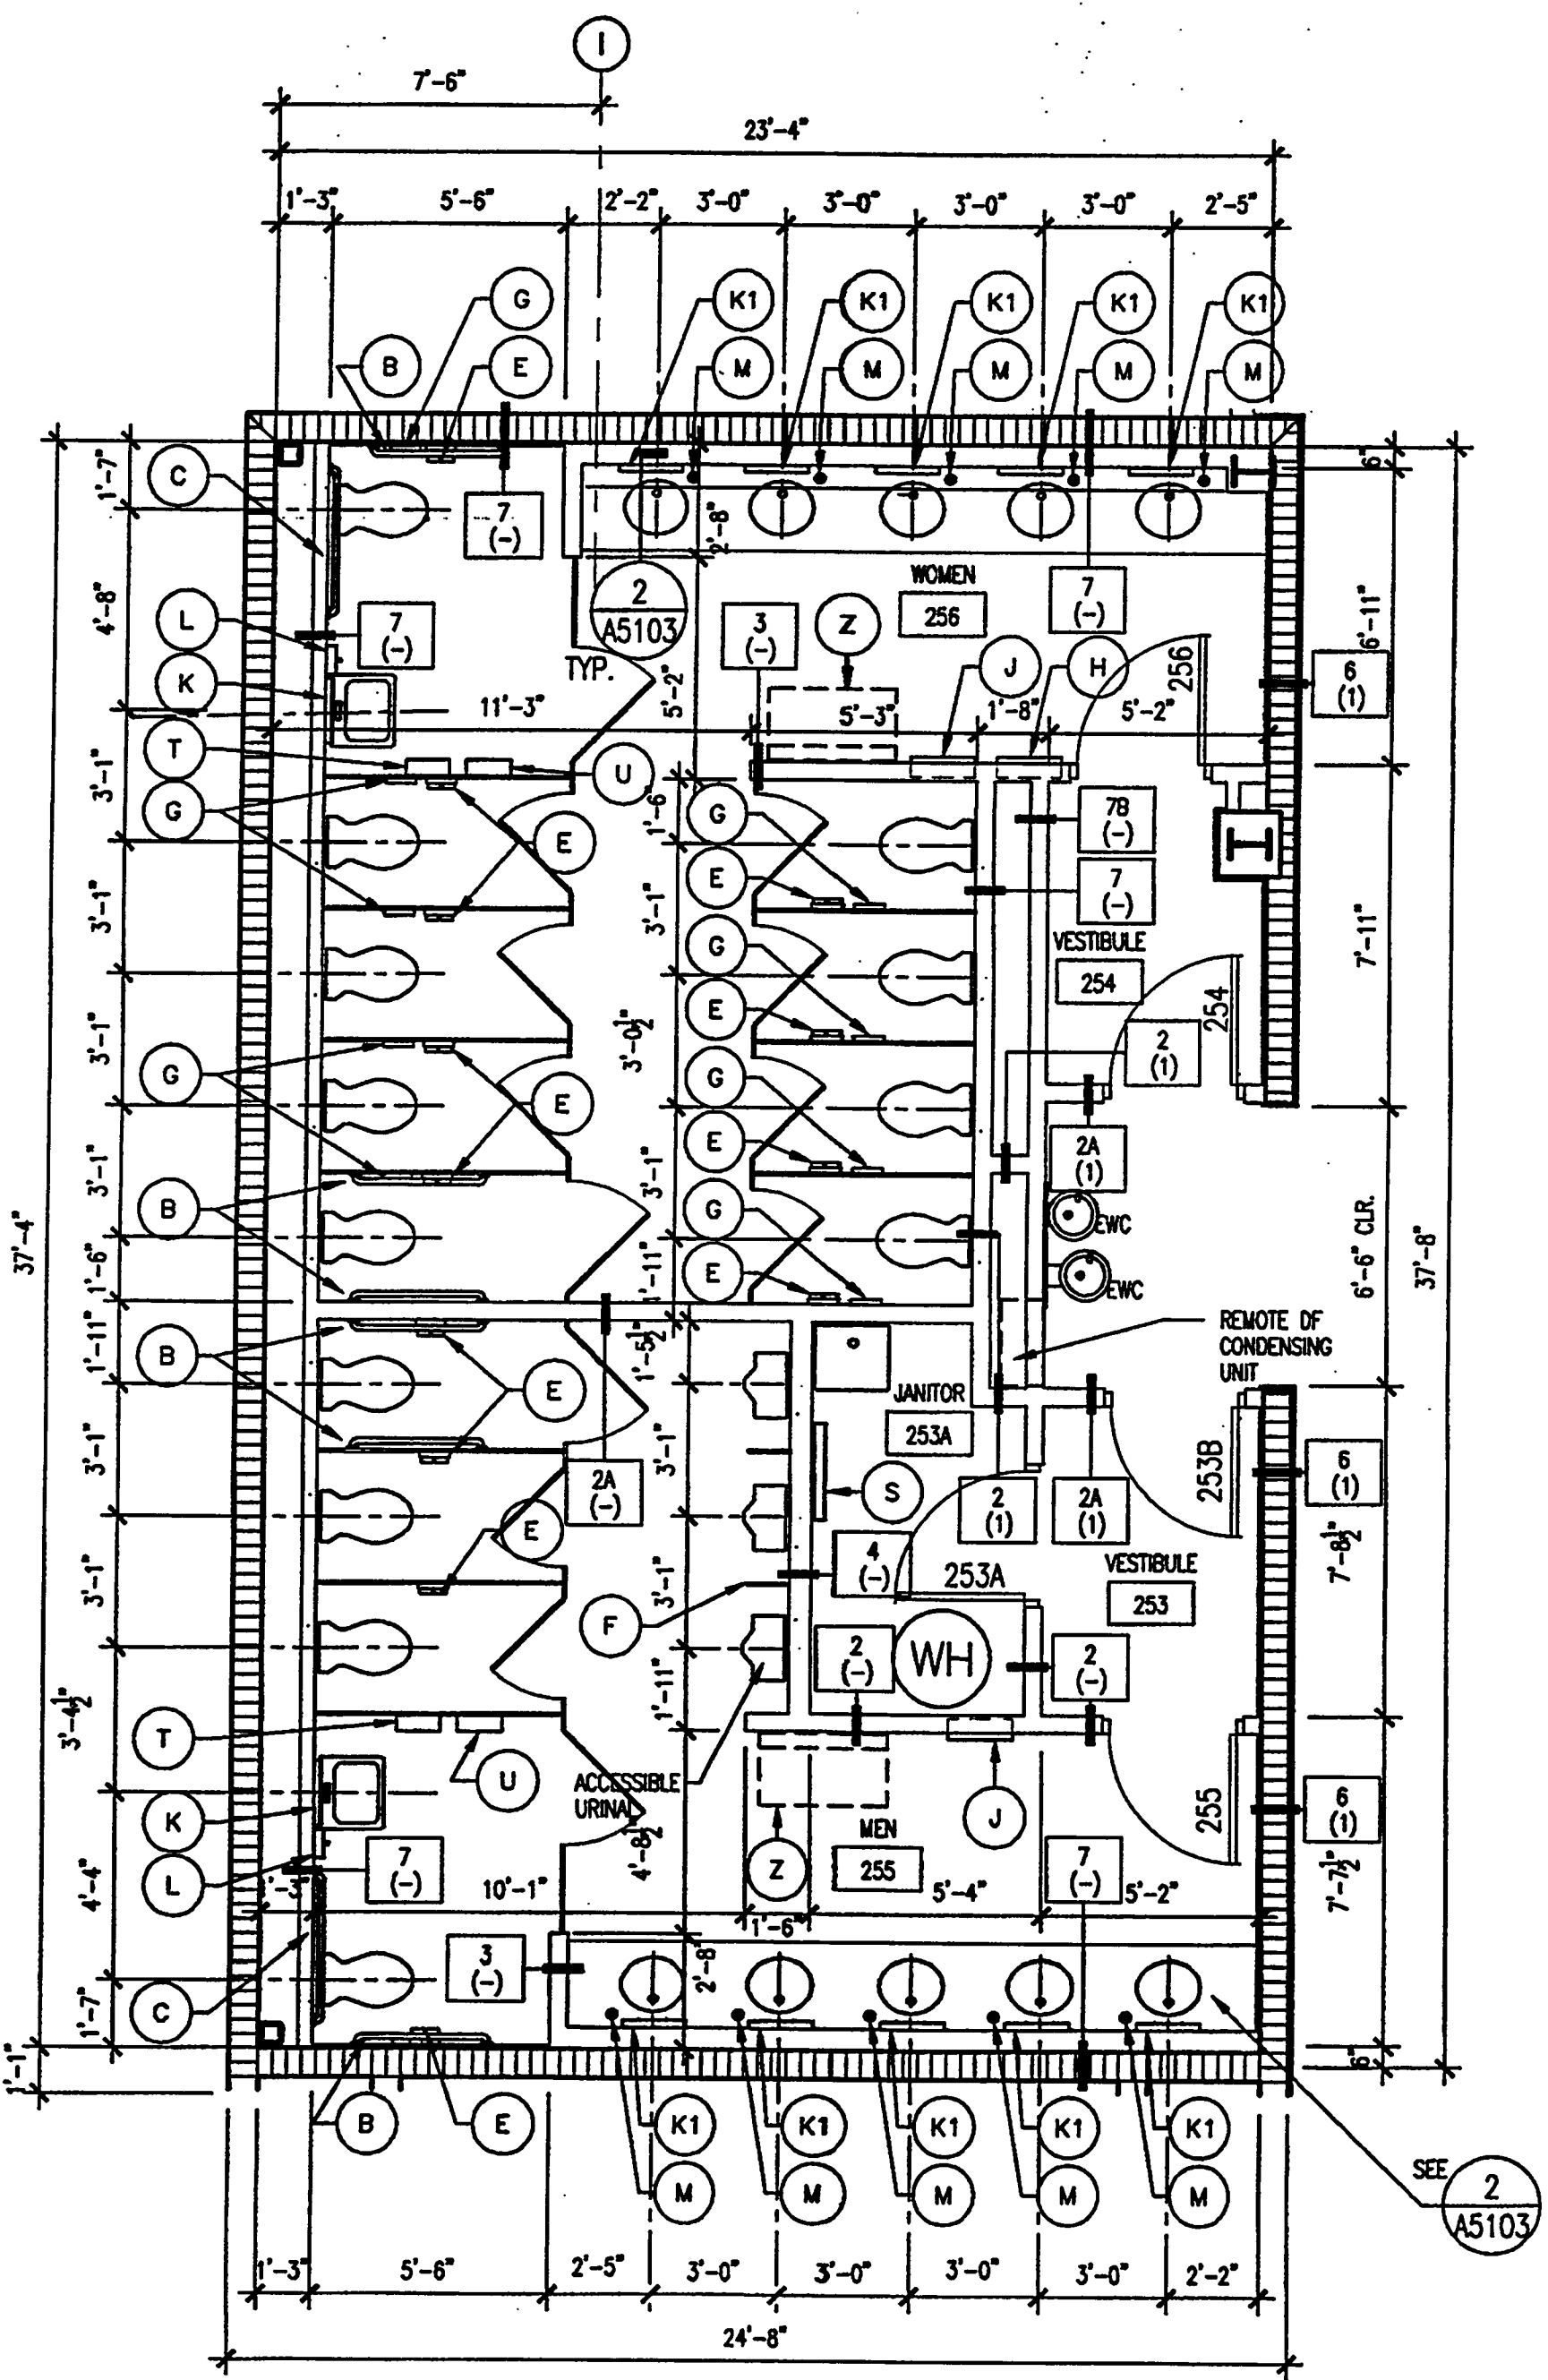 I
7'-6"
23'-4"
1'-3" 5'-6" 2'-2" 3'-0" 3'-0" 3'-0" 3'-0" 2'-5"
G K1 K1 K1 K1 K1
B E M M M M M
1'-7"
C
6"
7
(-)
2'-8"
WOMEN
256
7
(-)
2
A5103
TYP.
4'-8"
L
7
(-)
3
(-)
Z
6'-11"
K
J H
256
6
(1)
11'-3" 5'-2" 5'-3" 1'-8" 5'-2"
T
U
3'-1"
G
E
1'-6"
G
7B
(-)
E
7
(-)
3'-1"
3'-1"
G
VESTIBULE
254
7'-11"
254
E
3'-0½"
2
(1)
3'-1"
G
E
G
E
2A
(1)
3'-1"
3'-1"
B
G
EWC
37'-4"
6'-6" CLR.
37'-8"
1'-6"
1'-11"
E
EWC
REMOTE DF
CONDENSING
UNIT
1'-11"
B
1'-5½"
E
JANITOR
253A
3'-1"
3'-1"
2A
(-)
S
2
(1)
2A
(1)
253B
6
(1)
E
4
(-)
253A
VESTIBULE
253
7'-8½"
3'-1"
F
3'-1"
2
(-)
WH
2
(-)
3'-4½"
1'-11"
T
U
ACCESSIBLE
URINAL
J
255
6
(1)
K
4'-8½"
MEN
255
Z
L
7
(-)
7
(-)
4'-4"
1'-3" 10'-1" 1'-6" 5'-4" 5'-2"
7'-7½"
3
(-)
2'-8"
1'-7"
C
1'-1"
6"
B E K1 K1 K1 K1 K1
M M M M M
SEE
2
A5103
1'-3" 5'-6" 2'-5" 3'-0" 3'-0" 3'-0" 3'-0" 2'-2"
24'-8"